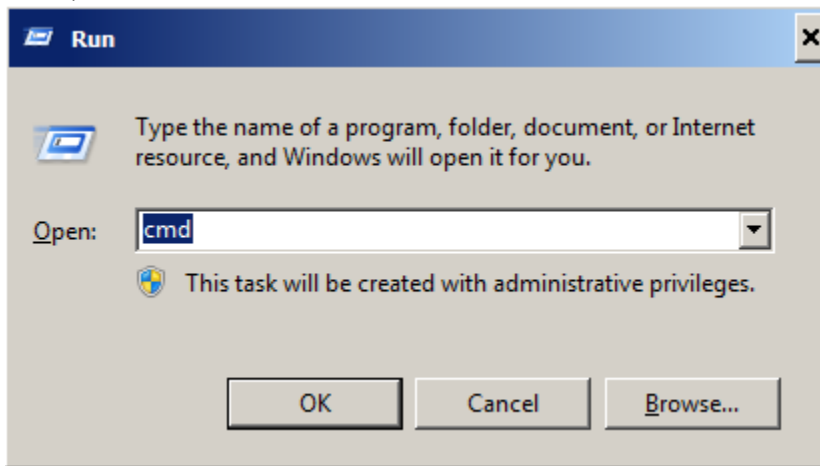 Run
Type the name of a program, folder, document, or Internet
resource, and Windows will open it for you.
Open: cmd
This task will be created with administrative privileges.
OK Cancel Browse...